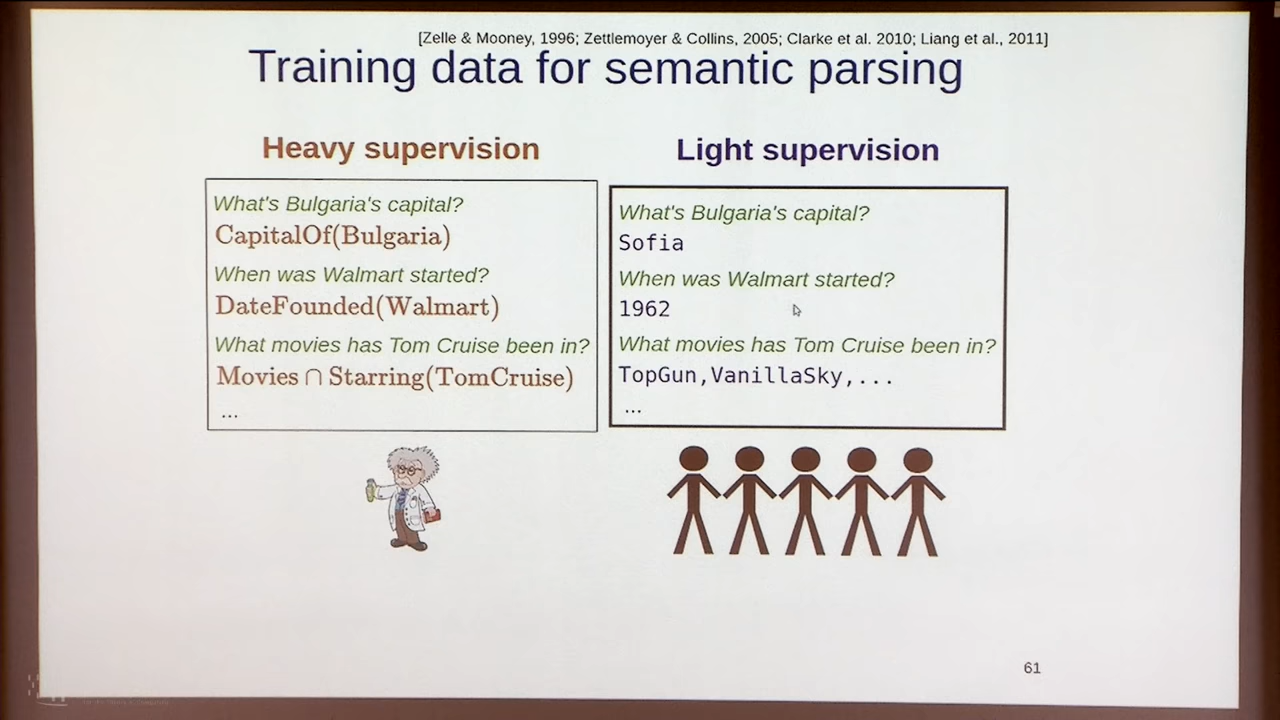 [Zelle & Mooney, 1996; Zettlemoyer & Collins, 2005; Clarke et al. 2010; Liang et al., 2011]
Training data for semantic parsing
Heavy supervision
What's Bulgaria's capital?
CapitalOf(Bulgaria)
When was Walmart started?
DateFounded(Walmart)
What movies has Tom Cruise been in?
Movies ∩ Starring(TomCruise)
...
Light supervision
What's Bulgaria's capital?
Sofia
When was Walmart started?
1962
What movies has Tom Cruise been in?
TopGun,VanillaSky,...
...
61